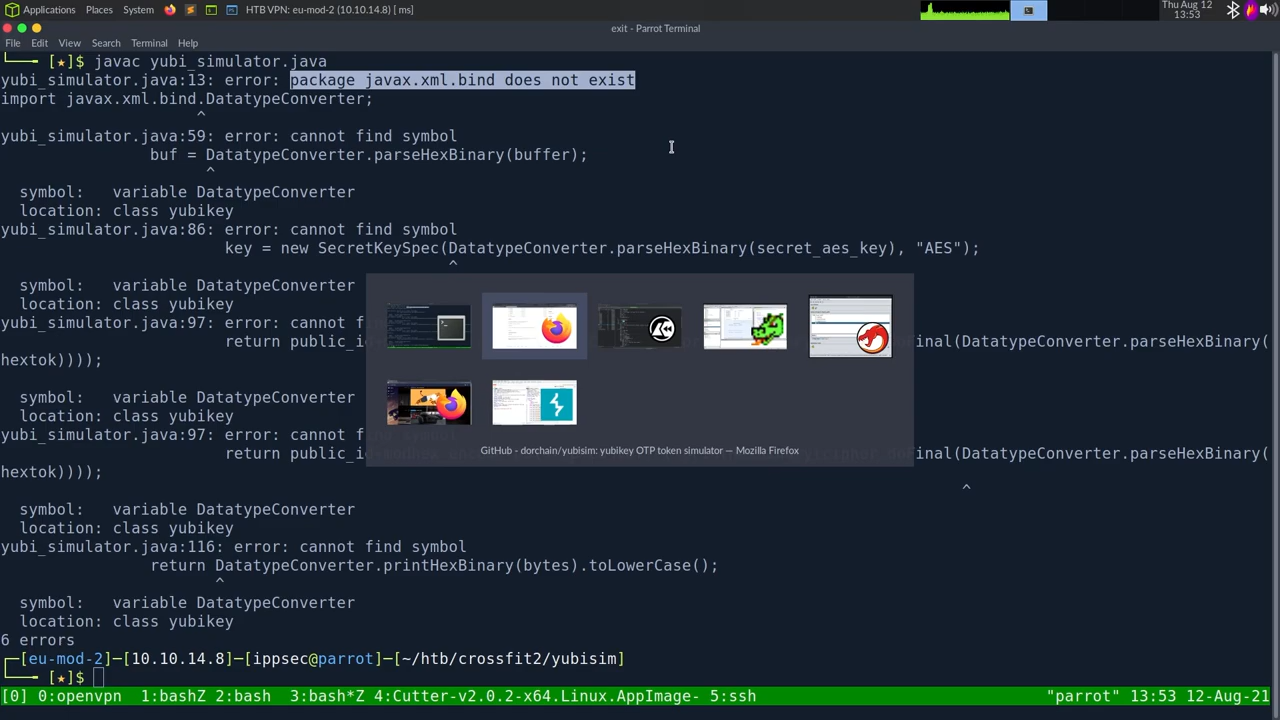 Applications Places System HTB VPN: eu-mod-2 (10.10.14.8) [ ms]
Thu Aug 12
13:53
exit - Parrot Terminal
File Edit View Search Terminal Help
└── [★]$ javac yubi_simulator.java
yubi_simulator.java:13: error: package javax.xml.bind does not exist
import javax.xml.bind.DatatypeConverter;
^
yubi_simulator.java:59: error: cannot find symbol
buf = DatatypeConverter.parseHexBinary(buffer);
^
symbol: variable DatatypeConverter
location: class yubikey
yubi_simulator.java:86: error: cannot find symbol
key = new SecretKeySpec(DatatypeConverter.parseHexBinary(secret_aes_key), "AES");
^
symbol: variable DatatypeConverter
location: class yubikey
yubi_simulator.java:97: error: cannot
return public_id inal(DatatypeConverter.parseHexBinary(
hextok))));
symbol: variable DatatypeConverter
location: class yubikey
yubi_simulator.java:97: error: cannot find symbol
return public_id inal(DatatypeConverter.parseHexBinary(
hextok))));
^
symbol: variable DatatypeConverter
location: class yubikey
yubi_simulator.java:116: error: cannot find symbol
return DatatypeConverter.printHexBinary(bytes).toLowerCase();
^
symbol: variable DatatypeConverter
location: class yubikey
6 errors
┌─[eu-mod-2]─[10.10.14.8]─[ippsec@parrot]─[~/htb/crossfit2/yubisim]
└── [★]$
[0] 0:openvpn 1:bashZ 2:bash 3:bash*Z 4:Cutter-v2.0.2-x64.Linux.AppImage- 5:ssh "parrot" 13:53 12-Aug-21
GitHub - dorchain/yubisim: yubikey OTP token simulator — Mozilla Firefox